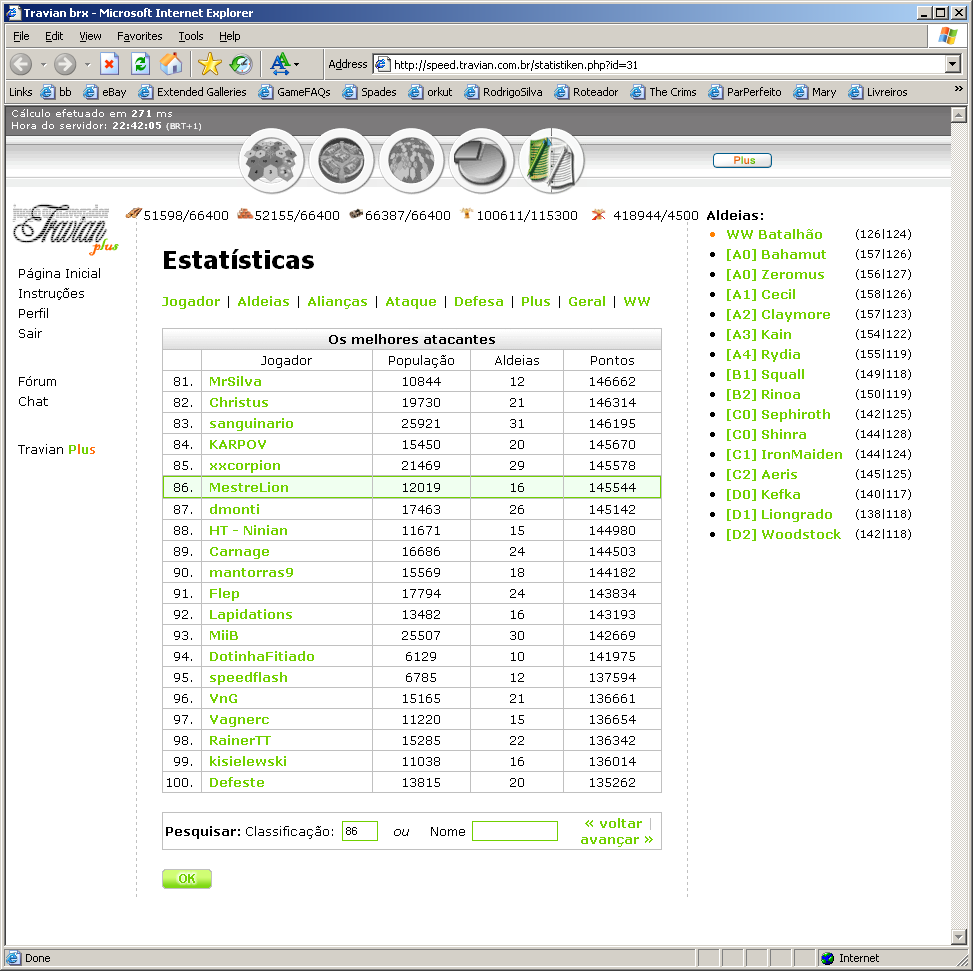 Travian brx - Microsoft Internet Explorer
File Edit View Favorites Tools Help
Address http://speed.travian.com.br/statistiken.php?id=31
Links bb eBay Extended Galleries GameFAQs Spades orkut RodrigoSilva Roteador The Crims ParPerfeito Mary Livreiros »
Cálculo efetuado em 271 ms
Hora do servidor: 22:42:05 (BRT+1)
Plus
Travian plus
51598/66400 52155/66400 66387/66400 100611/115300 418944/4500
Página Inicial
Instruções
Perfil
Sair
Fórum
Chat
Travian Plus
Estatísticas
Jogador | Aldeias | Alianças | Ataque | Defesa | Plus | Geral | WW
Os melhores atacantes
Jogador População Aldeias Pontos
81. MrSilva 10844 12 146662
82. Christus 19730 21 146314
83. sanguinario 25921 31 146195
84. KARPOV 15450 20 145670
85. xxcorpion 21469 29 145578
86. MestreLion 12019 16 145544
87. dmonti 17463 26 145142
88. HT - Ninian 11671 15 144980
89. Carnage 16686 24 144503
90. mantorras9 15569 18 144182
91. Flep 17794 24 143834
92. Lapidations 13482 16 143193
93. MiiB 25507 30 142669
94. DotinhaFitiado 6129 10 141975
95. speedflash 6785 12 137594
96. VnG 15165 21 136661
97. Vagnerc 11220 15 136654
98. RainerTT 15285 22 136342
99. kisielewski 11038 16 136014
100. Defeste 13815 20 135262
Pesquisar: Classificação: 86 ou Nome « voltar |
avançar »
OK
Aldeias:
WW Batalhão (126|124)
[A0] Bahamut (157|126)
[A0] Zeromus (156|127)
[A1] Cecil (158|126)
[A2] Claymore (157|123)
[A3] Kain (154|122)
[A4] Rydia (155|119)
[B1] Squall (149|118)
[B2] Rinoa (150|119)
[C0] Sephiroth (142|125)
[C0] Shinra (144|128)
[C1] IronMaiden (144|124)
[C2] Aeris (145|125)
[D0] Kefka (140|117)
[D1] Liongrado (138|118)
[D2] Woodstock (142|118)
Done Internet